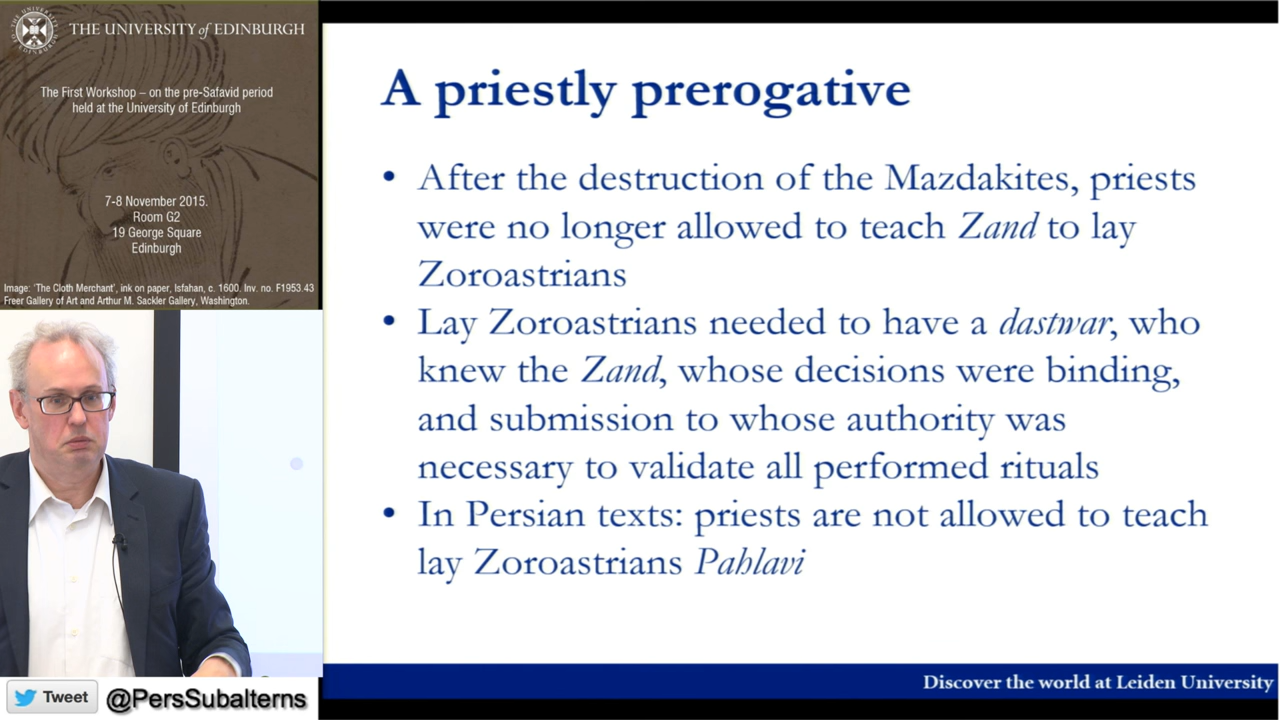 THE UNIVERSITY of EDINBURGH
The First Workshop – on the pre-Safavid period
held at the University of Edinburgh
7-8 November 2015.
Room G2
19 George Square
Edinburgh
Image: 'The Cloth Merchant', ink on paper, Isfahan, c. 1600. Inv. no. F1953.43
Freer Gallery of Art and Arthur M. Sackler Gallery, Washington.
Tweet @PersSubalterns
A priestly prerogative
• After the destruction of the Mazdakites, priests
were no longer allowed to teach Zand to lay
Zoroastrians
• Lay Zoroastrians needed to have a dastwar, who
knew the Zand, whose decisions were binding,
and submission to whose authority was
necessary to validate all performed rituals
• In Persian texts: priests are not allowed to teach
lay Zoroastrians Pahlavi
Discover the world at Leiden University